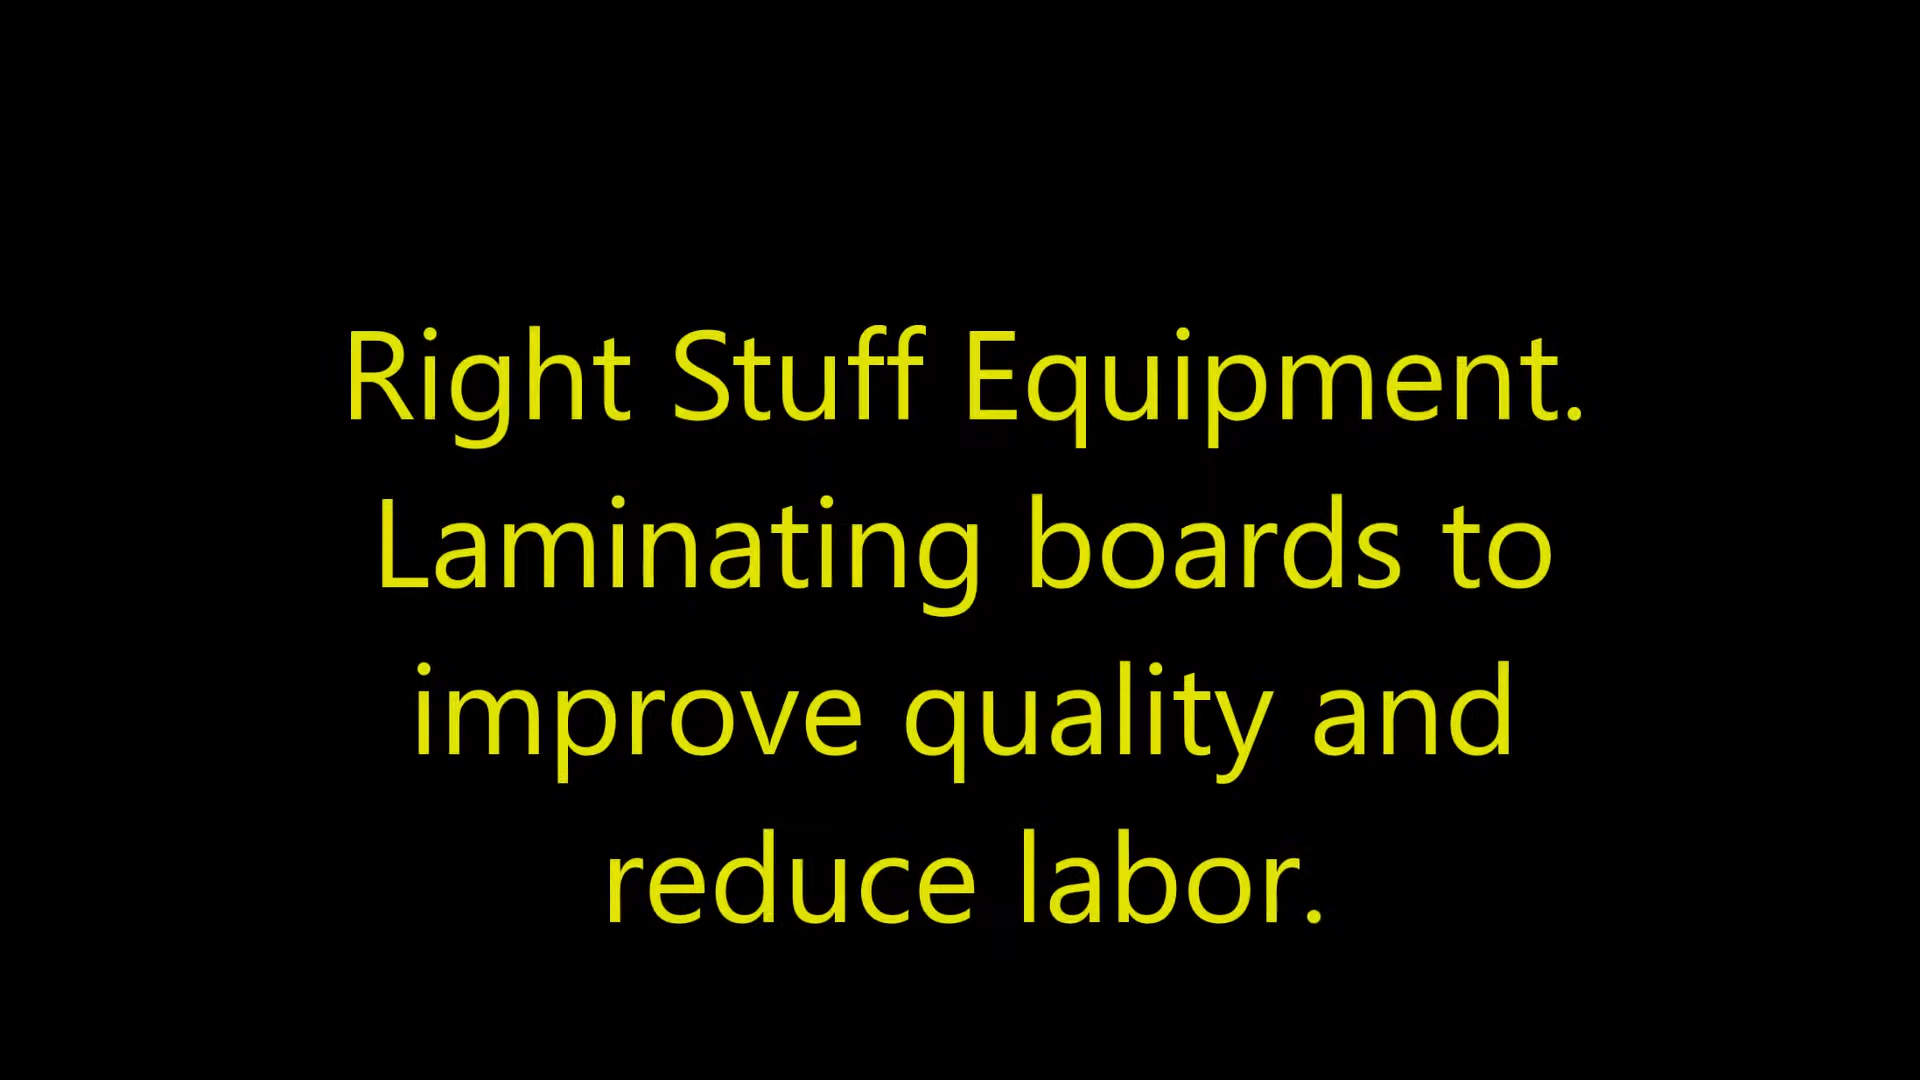 Right Stuff Equipment.
Laminating boards to
improve quality and
reduce labor.